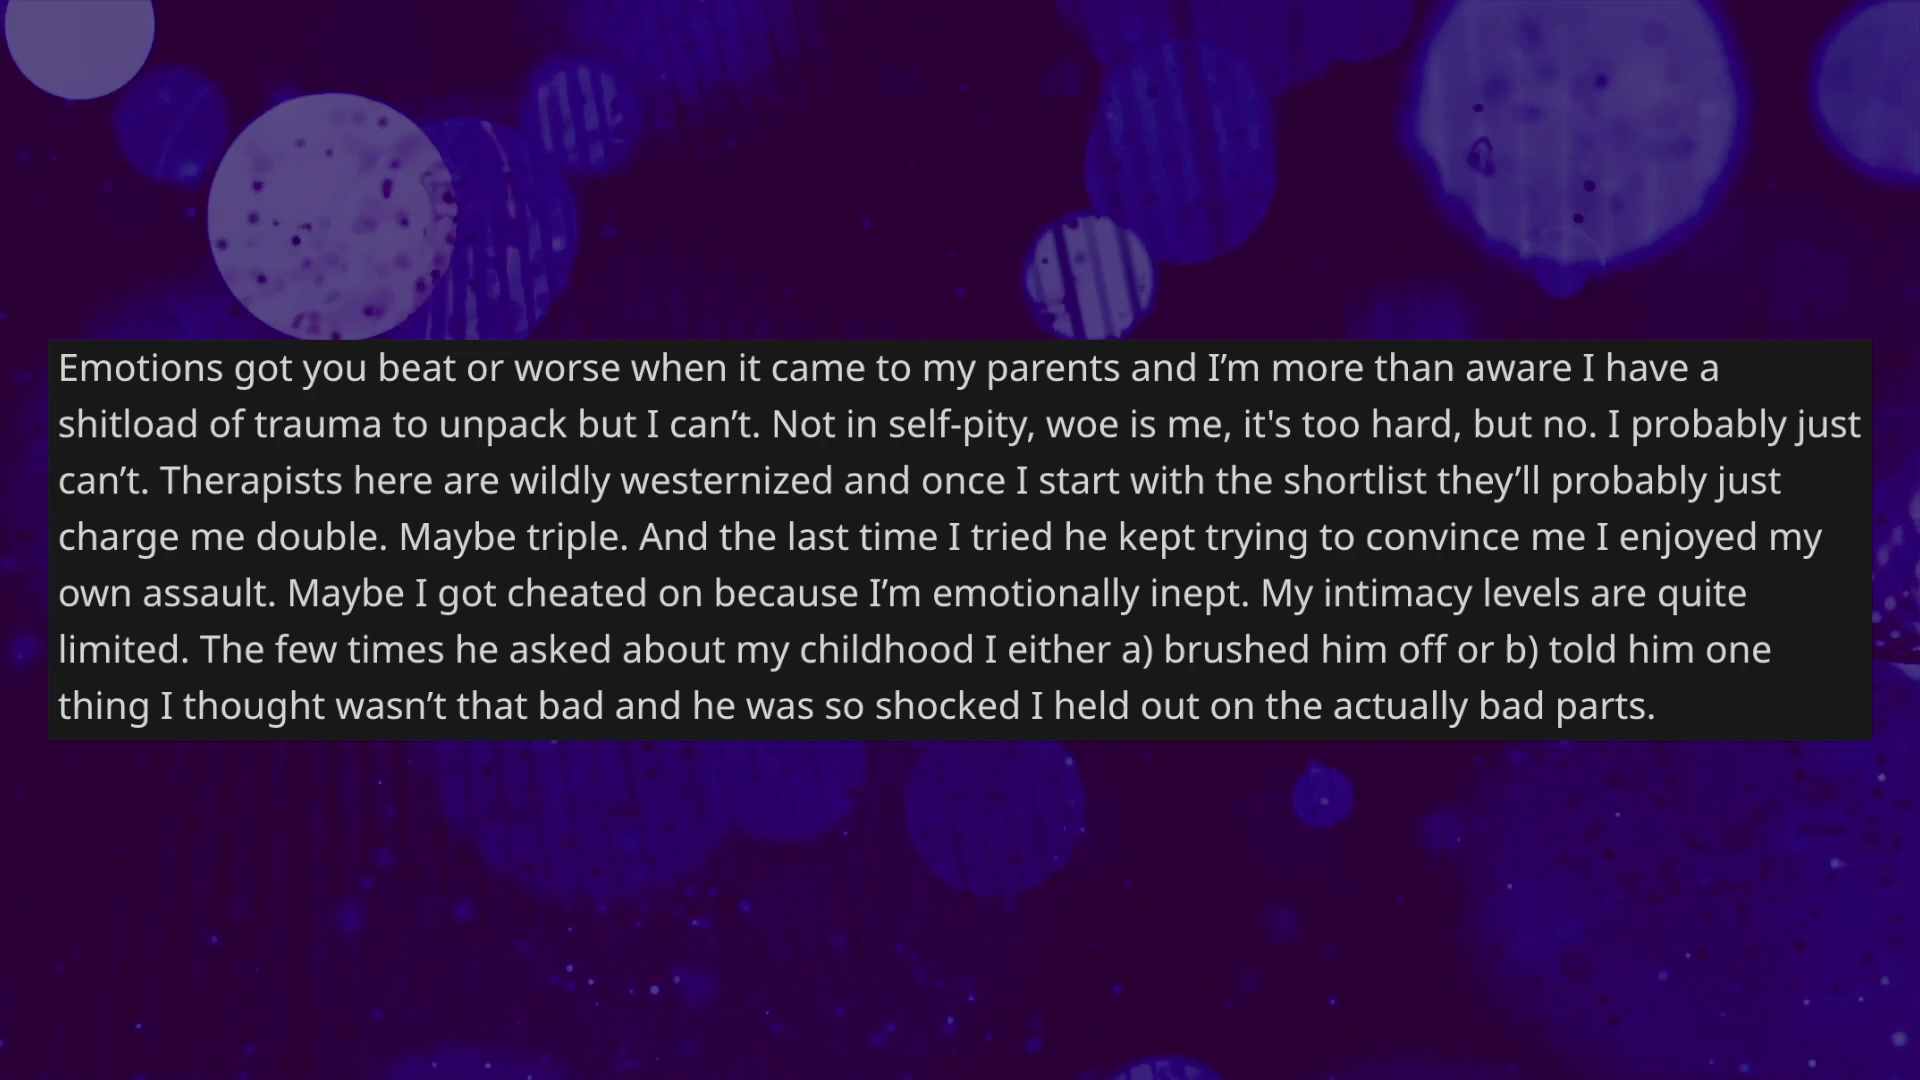 Emotions got you beat or worse when it came to my parents and I’m more than aware I have a
shitload of trauma to unpack but I can’t. Not in self-pity, woe is me, it's too hard, but no. I probably just
can’t. Therapists here are wildly westernized and once I start with the shortlist they’ll probably just
charge me double. Maybe triple. And the last time I tried he kept trying to convince me I enjoyed my
own assault. Maybe I got cheated on because I’m emotionally inept. My intimacy levels are quite
limited. The few times he asked about my childhood I either a) brushed him off or b) told him one
thing I thought wasn’t that bad and he was so shocked I held out on the actually bad parts.